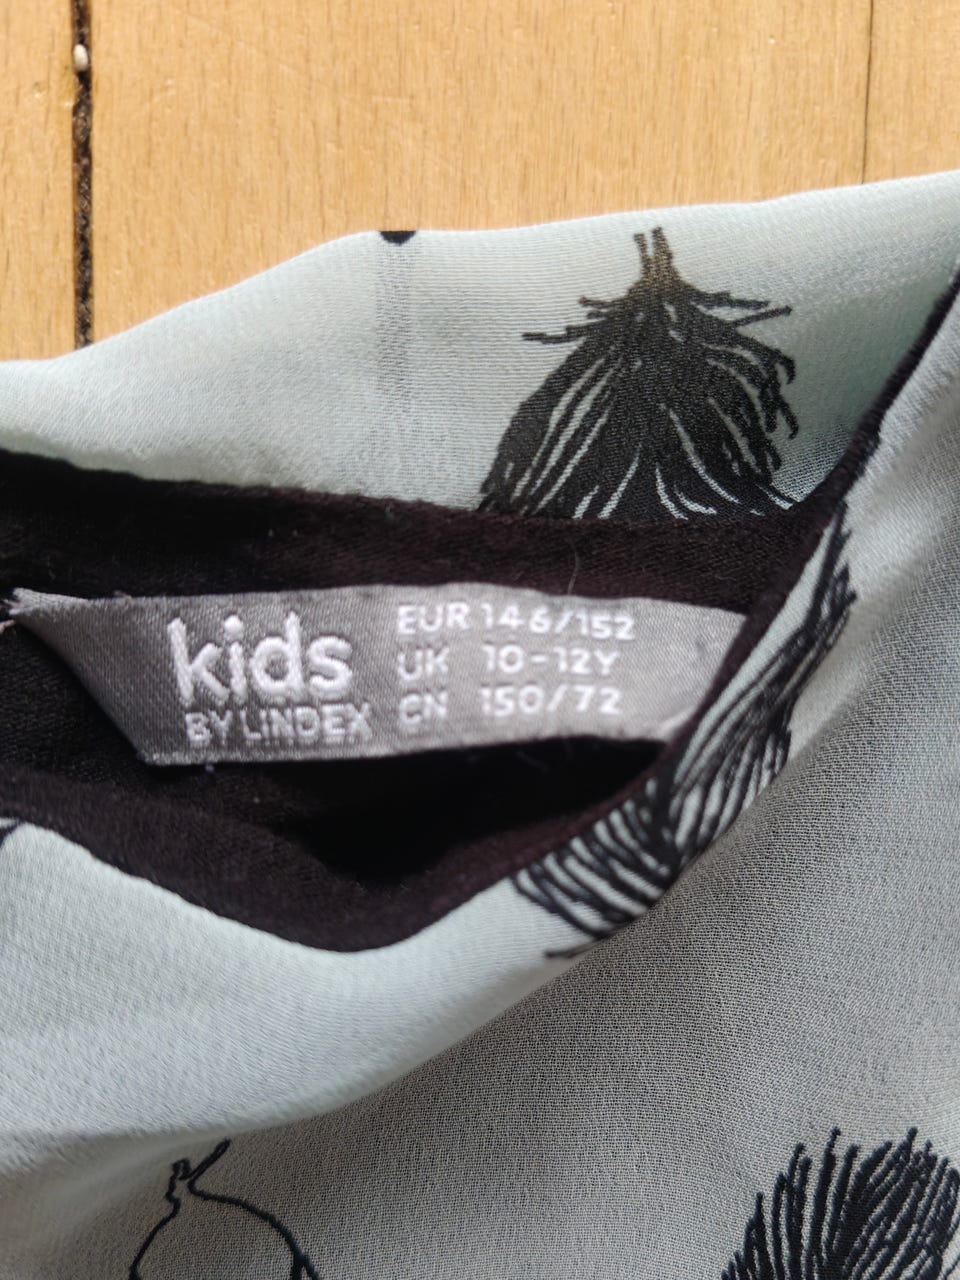 kids
BY LINDEX
EUR 146/152
UK 10-12Y
CN 150/72